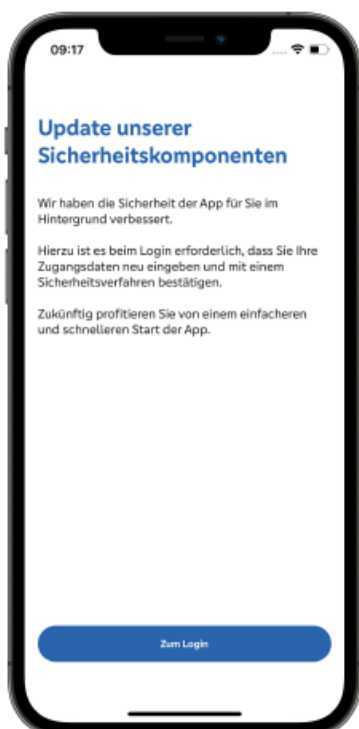 09:17
Update unserer
Sicherheitskomponenten
Wir haben die Sicherheit der App für Sie im
Hintergrund verbessert.
Hierzu ist es beim Login erforderlich, dass Sie Ihre
Zugangsdaten neu eingeben und mit einem
Sicherheitsverfahren bestätigen.
Zukünftig profitieren Sie von einem einfacheren
und schnelleren Start der App.
Zum Login